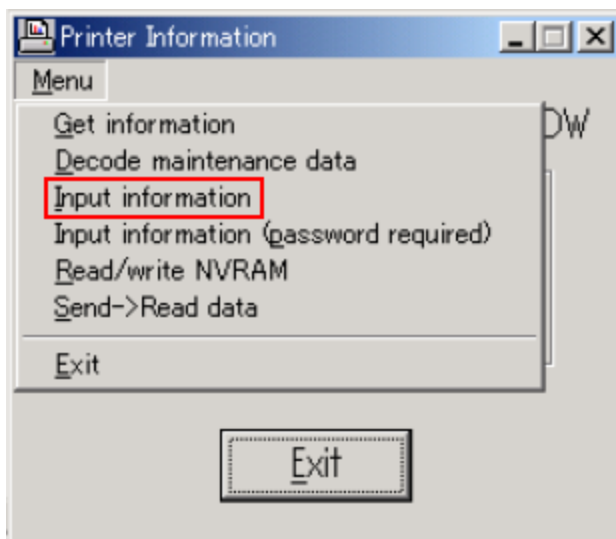 Printer Information
Menu
DW
Get information
Decode maintenance data
Input information
Input information (password required)
Read/write NVRAM
Send->Read data
Exit
Exit